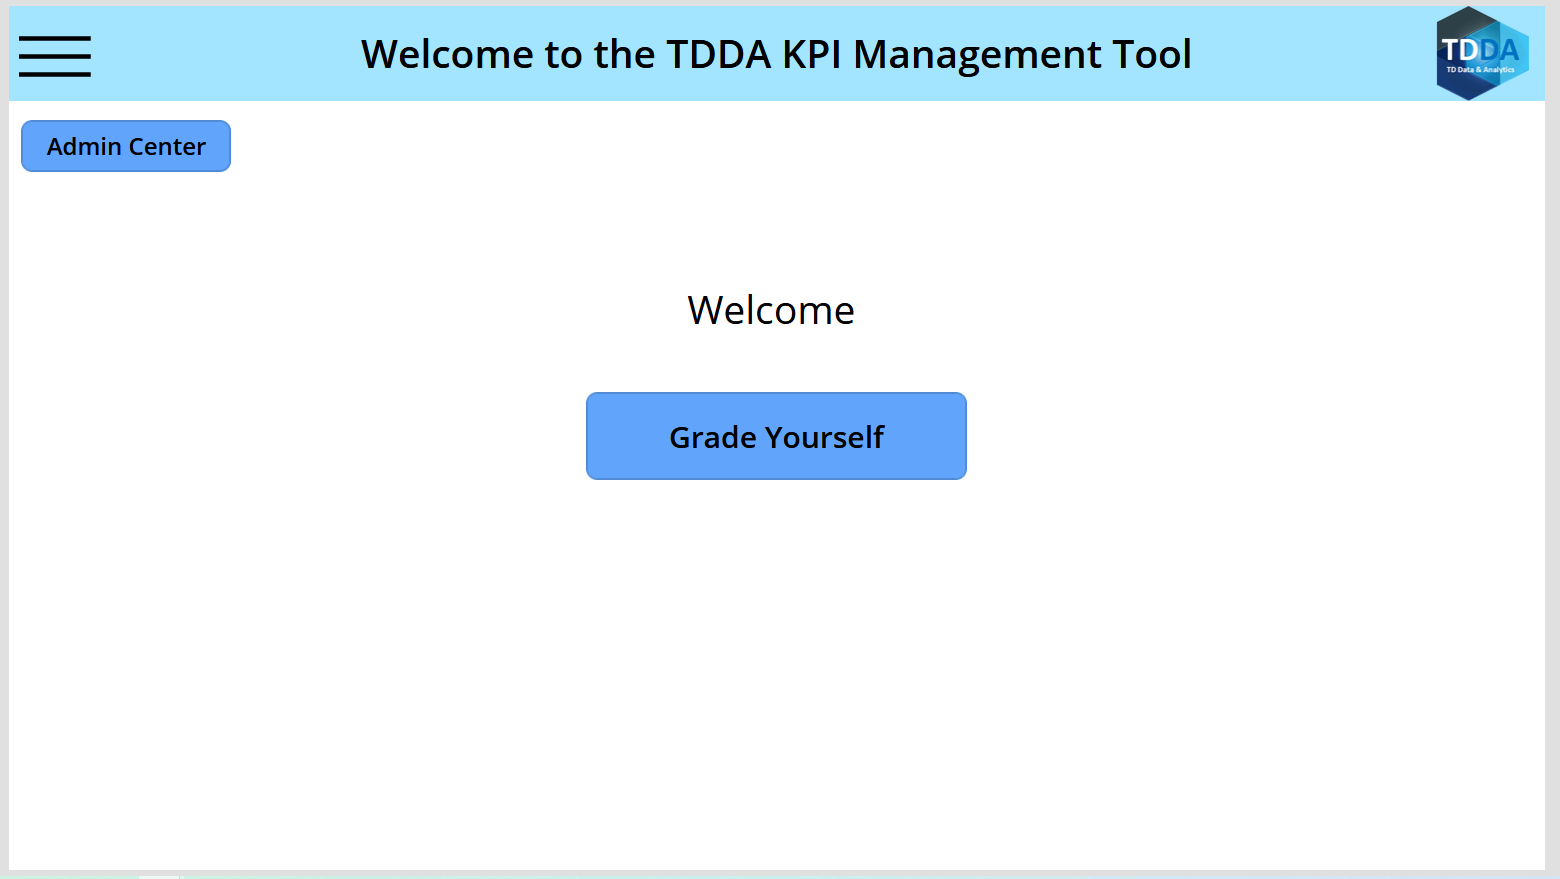 Welcome to the TDDA KPI Management Tool
TDDA
TD Data & Analytics
Admin Center
Welcome
Grade Yourself